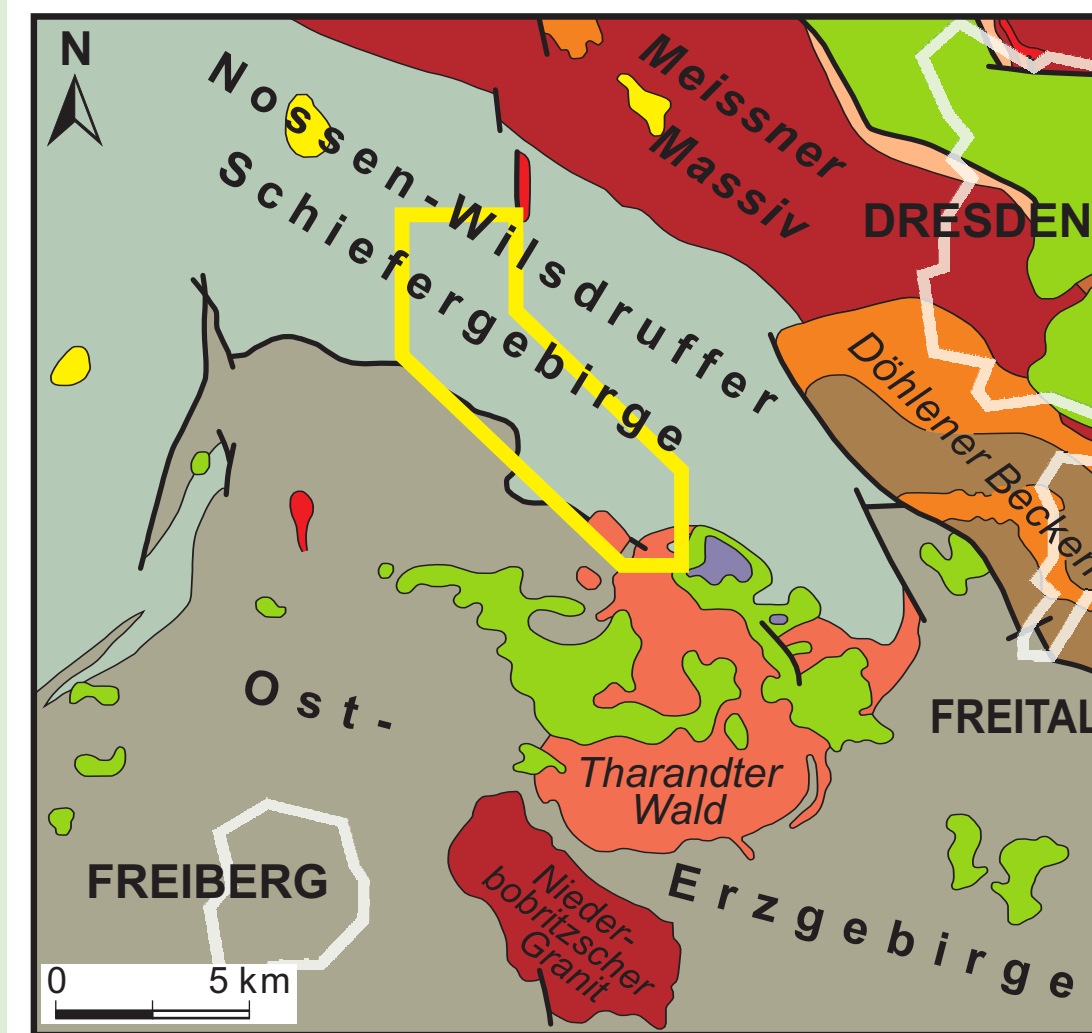 N
Nossen-Wilsdruffer
Schiefergebirge
Meissner
Massiv
DRESDEN
Döhlener Becken
FREITAL
Ost-
Erzgebirge
Tharandter
Wald
Nieder-
bobritzscher
Granit
FREIBERG
0 5 km